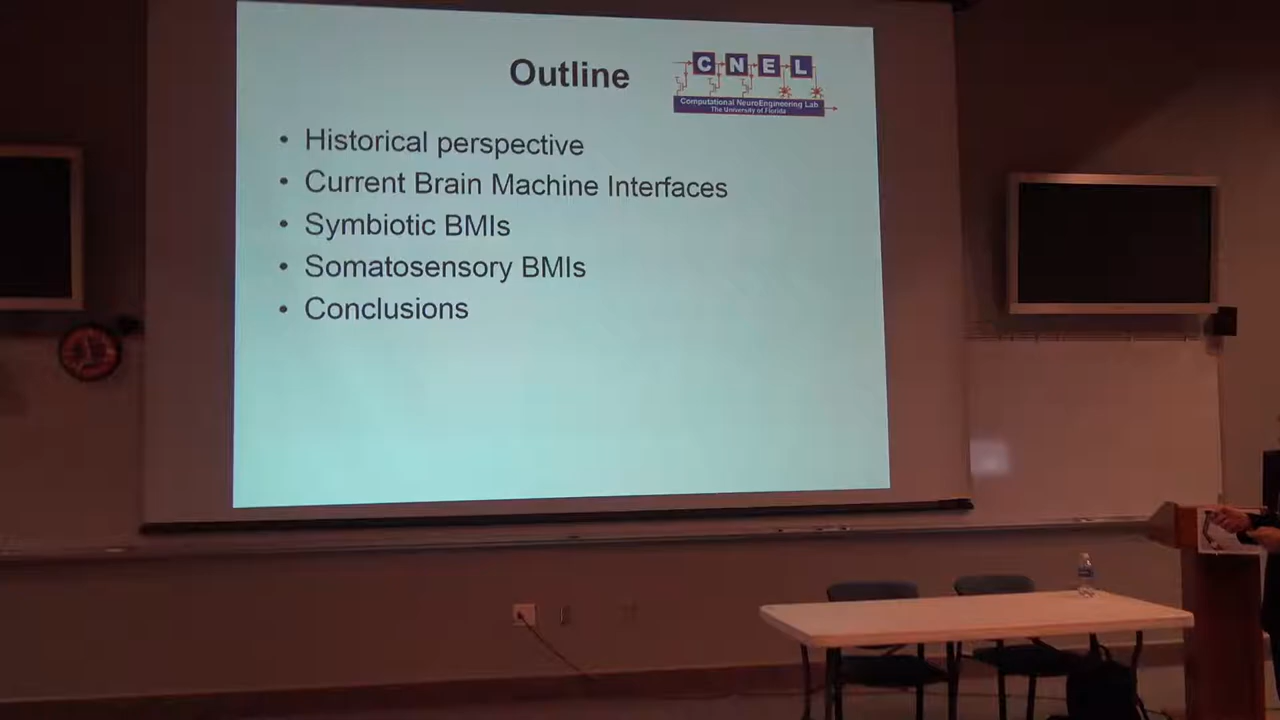 Outline
C N E L
Computational NeuroEngineering Lab
The University of Florida
• Historical perspective
• Current Brain Machine Interfaces
• Symbiotic BMIs
• Somatosensory BMIs
• Conclusions